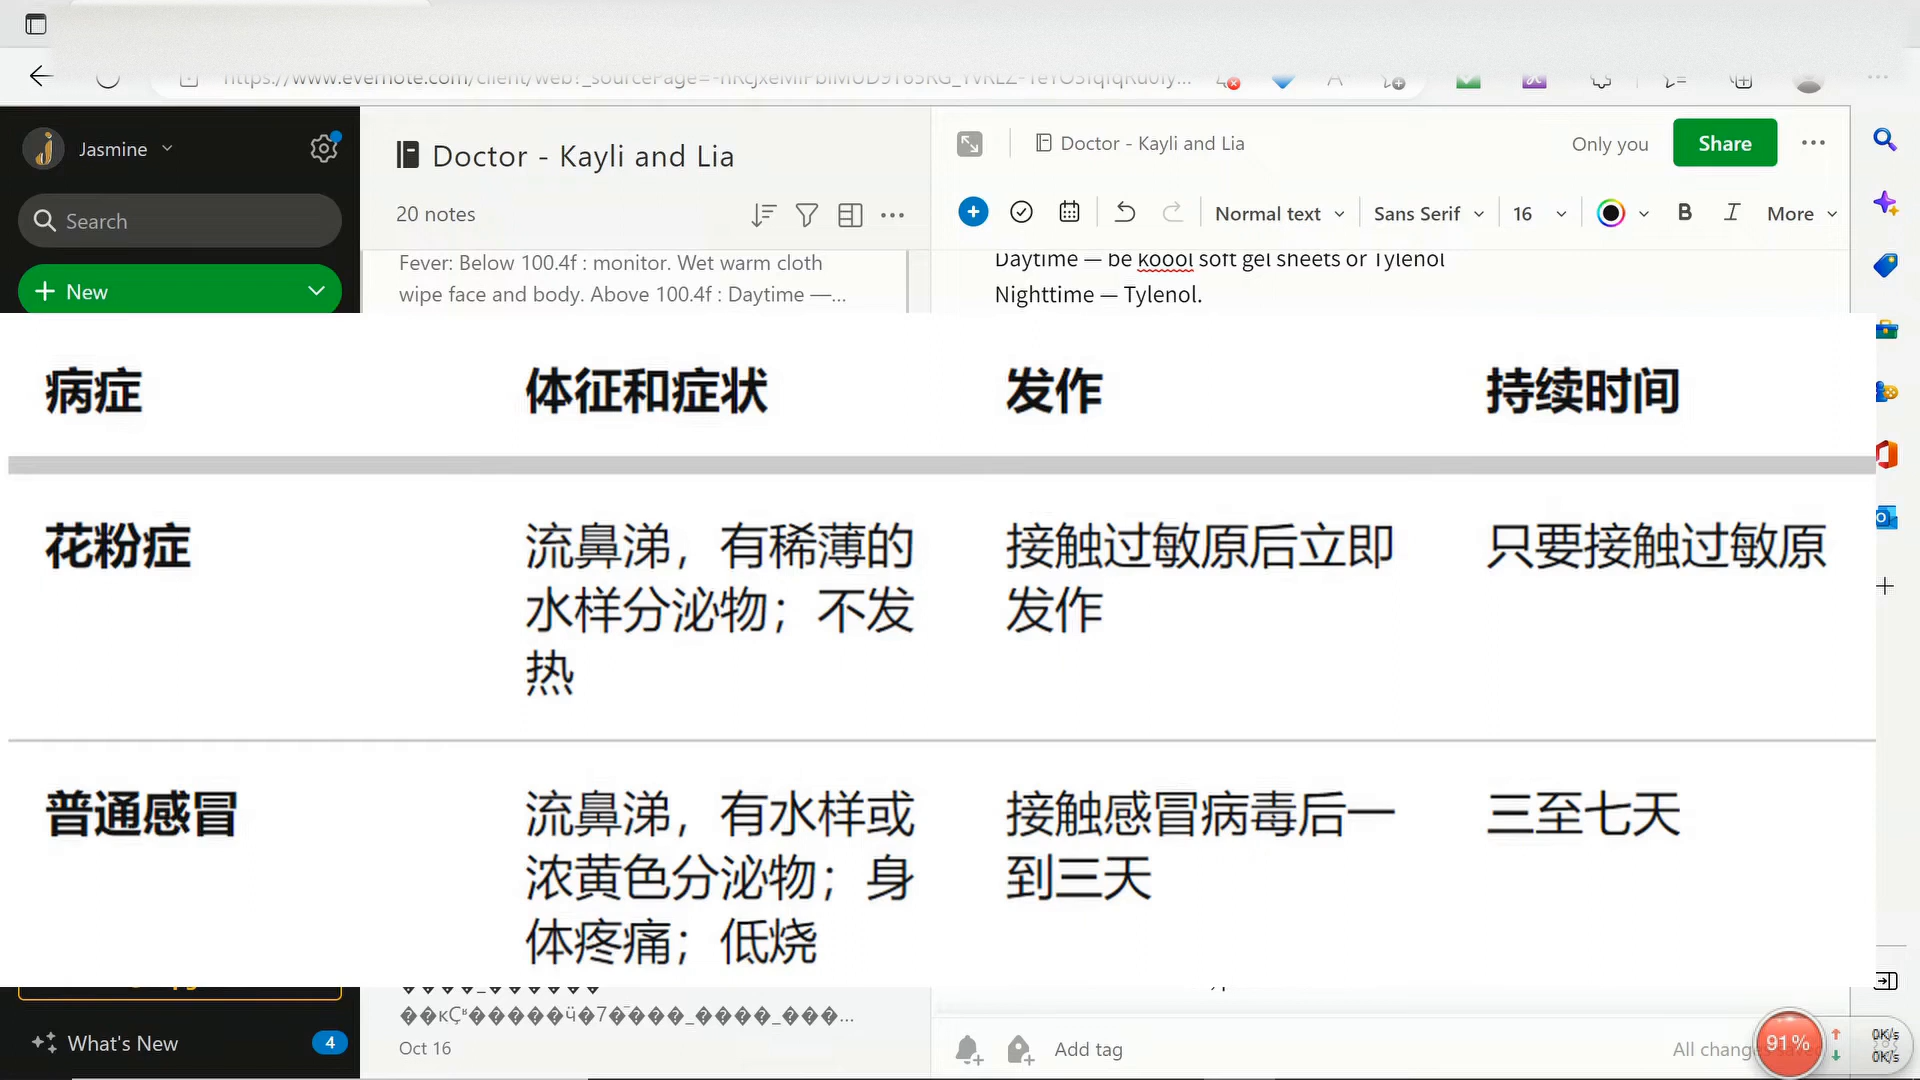 Jasmine
Search
New
Doctor - Kayli and Lia
20 notes
Fever: Below 100.4f : monitor. Wet warm cloth
wipe face and body. Above 100.4f : Daytime —...
Doctor - Kayli and Lia
Only you
Share
Normal text
Sans Serif
16
B
I
More
Daytime — be koool soft gel sheets or Tylenol
Nighttime — Tylenol.
病症 体征和症状 发作 持续时间
花粉症
流鼻涕，有稀薄的
水样分泌物；不发
热
接触过敏原后立即
发作
只要接触过敏原
普通感冒
流鼻涕，有水样或
浓黄色分泌物；身
体疼痛；低烧
接触感冒病毒后一
到三天
三至七天
What's New
4
Oct 16
Add tag
All chang
91%
0K/s
0K/s